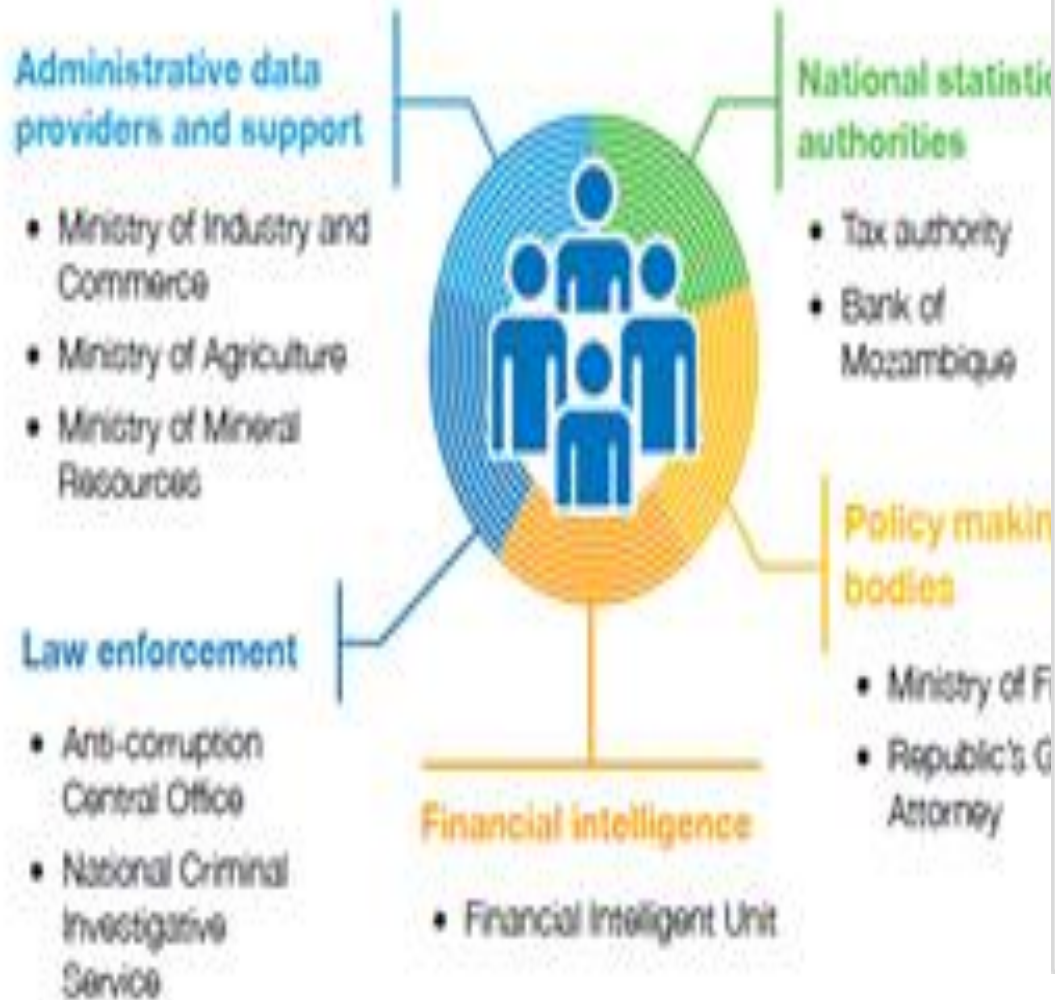 Administrative data
providers and support
• Ministry of Industry and
Commerce
• Ministry of Agriculture
• Ministry of Mineral
Resources
National statistic
authorities
• Tax authority
• Bank of
Mozambique
Policy makin
bodies
• Ministry of F
• Republic's G
Attorney
Financial intelligence
• Financial Inteligent Unit
Law enforcement
• Anti-corruption
Central Office
• National Criminal
Investigative
Service